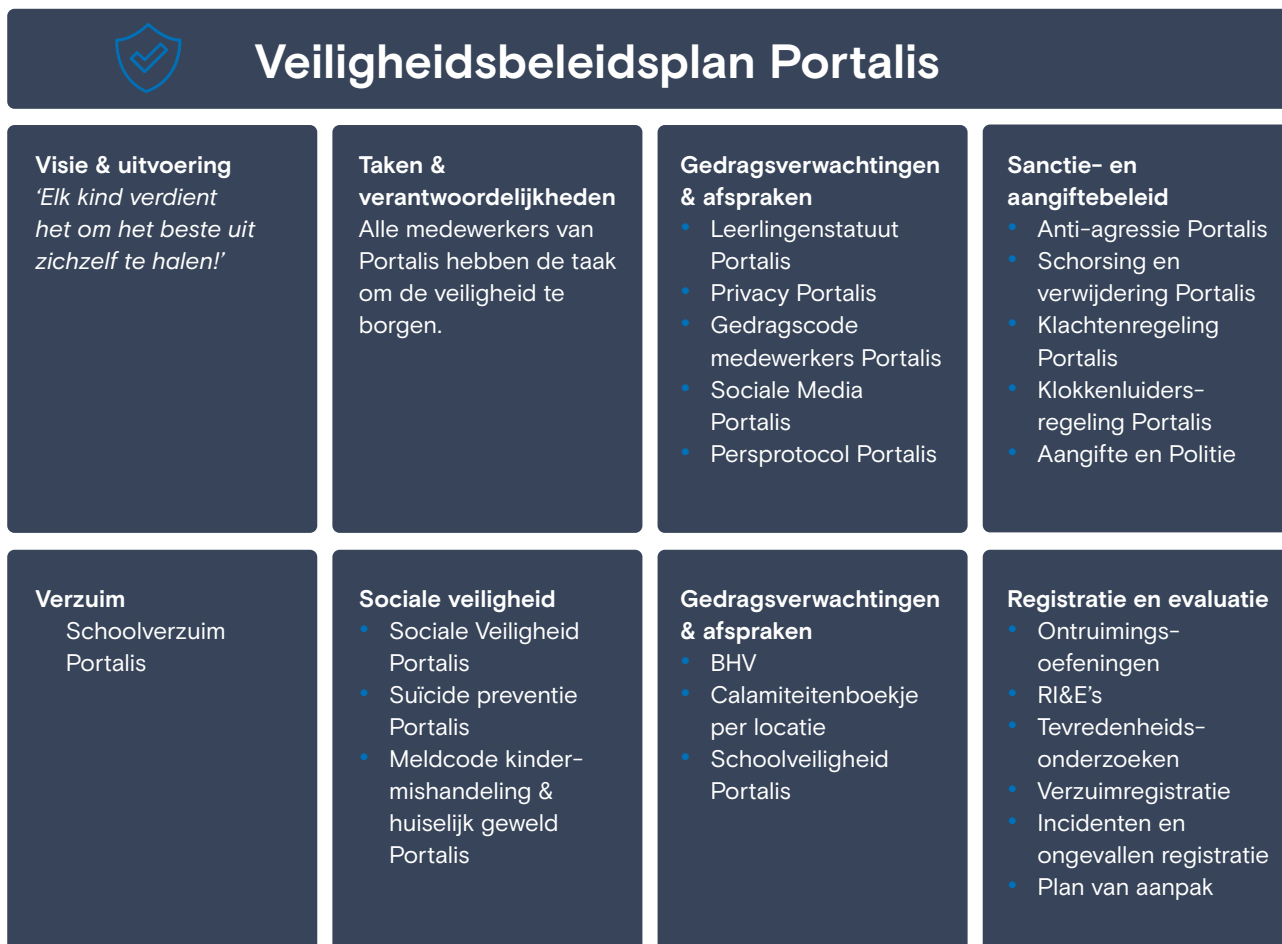 Veiligheidsbeleidsplan Portalis
Visie & uitvoering
'Elk kind verdient
het om het beste uit
zichzelf te halen!'
Taken &
verantwoordelijkheden
Alle medewerkers van
Portalis hebben de taak
om de veiligheid te
borgen.
Gedragsverwachtingen
& afspraken
• Leerlingenstatuut
Portalis
• Privacy Portalis
• Gedragscode
medewerkers Portalis
• Sociale Media
Portalis
• Persprotocol Portalis
Sanctie- en
aangiftebeleid
• Anti-agressie Portalis
• Schorsing en
verwijdering Portalis
• Klachtenregeling
Portalis
• Klokkenluiders-
regeling Portalis
• Aangifte en Politie
Verzuim
Schoolverzuim
Portalis
Sociale veiligheid
• Sociale Veiligheid
Portalis
• Suïcide preventie
Portalis
• Meldcode kinder-
mishandeling &
huiselijk geweld
Portalis
Gedragsverwachtingen
& afspraken
• BHV
• Calamiteitenboekje
per locatie
• Schoolveiligheid
Portalis
Registratie en evaluatie
• Ontruimings-
oefeningen
• RI&E's
• Tevredenheids-
onderzoeken
• Verzuimregistratie
• Incidenten en
ongevallen registratie
• Plan van aanpak